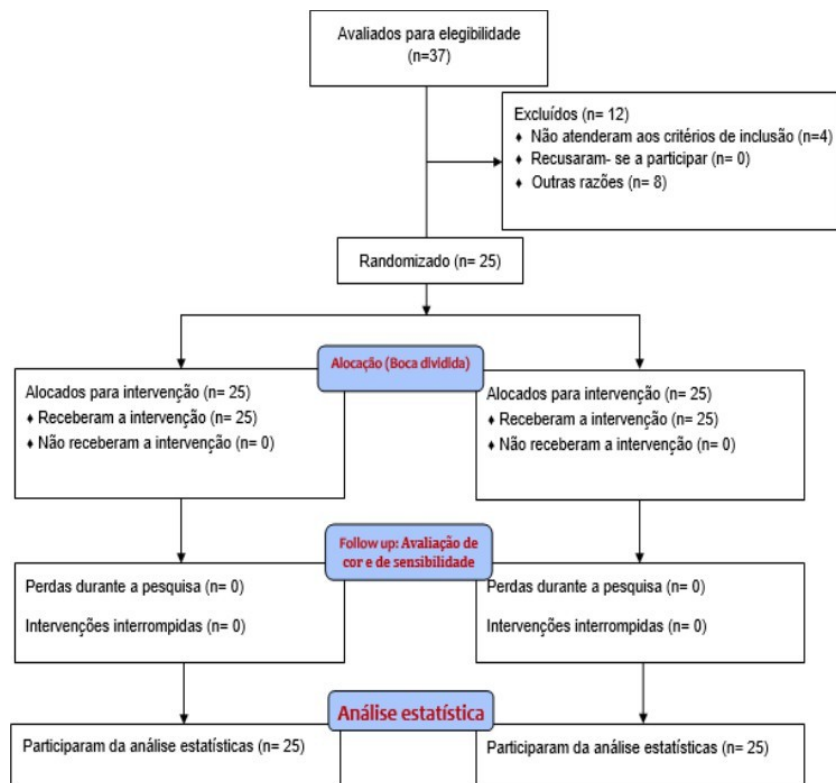 Avaliados para elegibilidade
(n=37)
Excluídos (n= 12)
♦ Não atenderam aos critérios de inclusão (n=4)
♦ Recusaram- se a participar (n= 0)
♦ Outras razões (n= 8)
Randomizado (n= 25)
Alocação (Boca dividida)
Alocados para intervenção (n= 25)
♦ Receberam a intervenção (n= 25)
♦ Não receberam a intervenção (n= 0)
Alocados para intervenção (n= 25)
♦ Receberam a intervenção (n= 25)
♦ Não receberam a intervenção (n= 0)
Follow up: Avaliação de
cor e de sensibilidade
Perdas durante a pesquisa (n= 0)
Intervenções interrompidas (n= 0)
Perdas durante a pesquisa (n= 0)
Intervenções interrompidas (n= 0)
Análise estatística
Participaram da análise estatísticas (n= 25)
Participaram da análise estatísticas (n= 25)